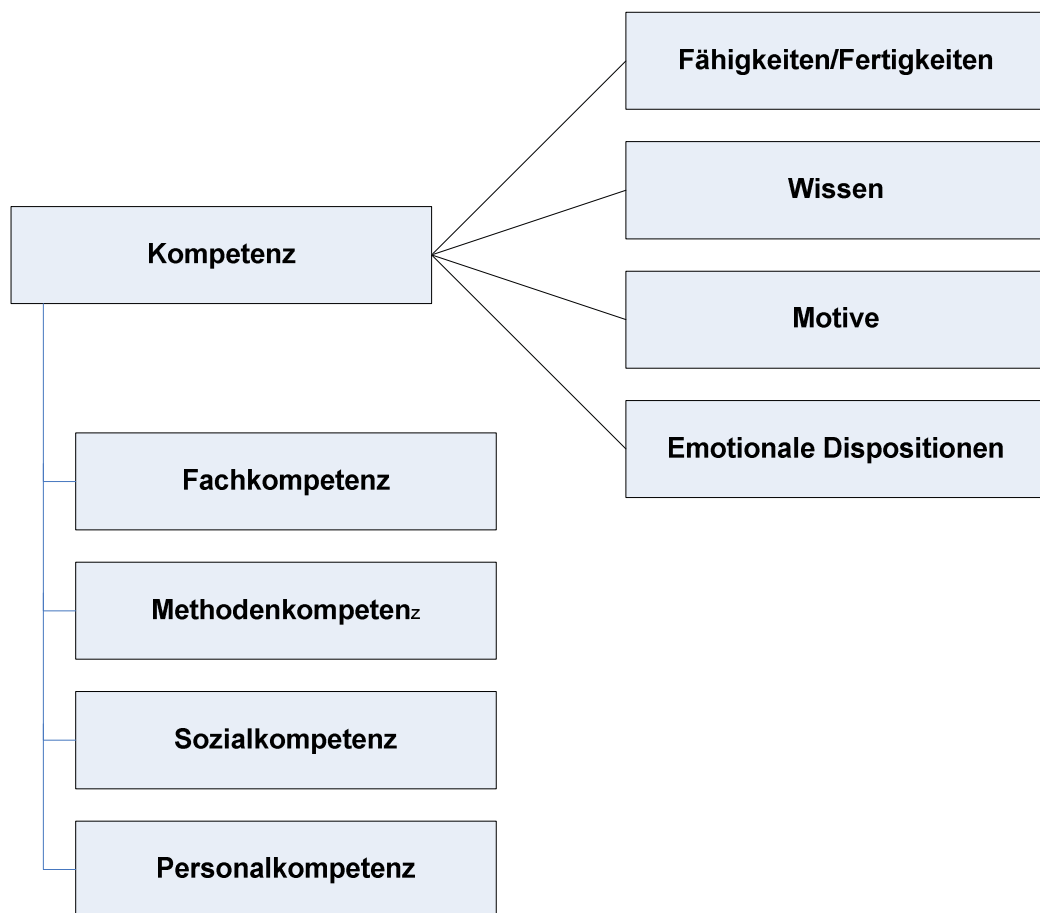 Fähigkeiten/Fertigkeiten
Wissen
Kompetenz
Motive
Emotionale Dispositionen
Fachkompetenz
Methodenkompetenz
Sozialkompetenz
Personalkompetenz